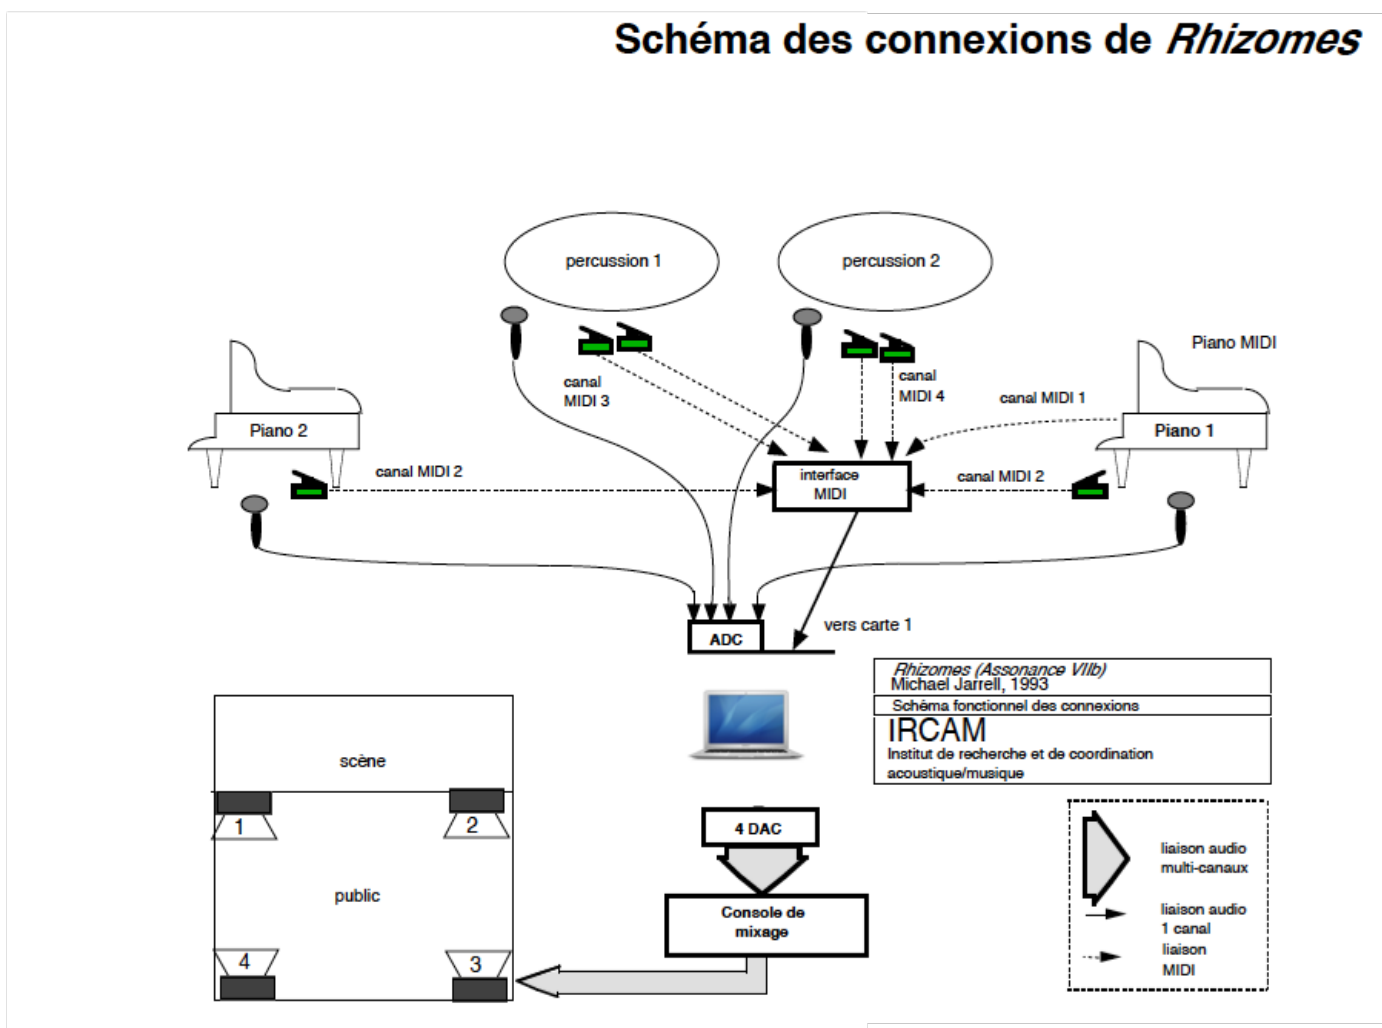 Schéma des connexions de Rhizomes
percussion 1
percussion 2
Piano MIDI
canal
MIDI 3
canal
MIDI 4
canal MIDI 1
Piano 2
Piano 1
canal MIDI 2
interface
MIDI
canal MIDI 2
ADC
vers carte 1
Rhizomes (Assonance VIIb)
Michael Jarrell, 1993
Schéma fonctionnel des connexions
IRCAM
Institut de recherche et de coordination
acoustique/musique
scène
1
2
public
4
3
4 DAC
Console de
mixage
liaison audio
multi-canaux
liaison audio
1 canal
liaison
MIDI